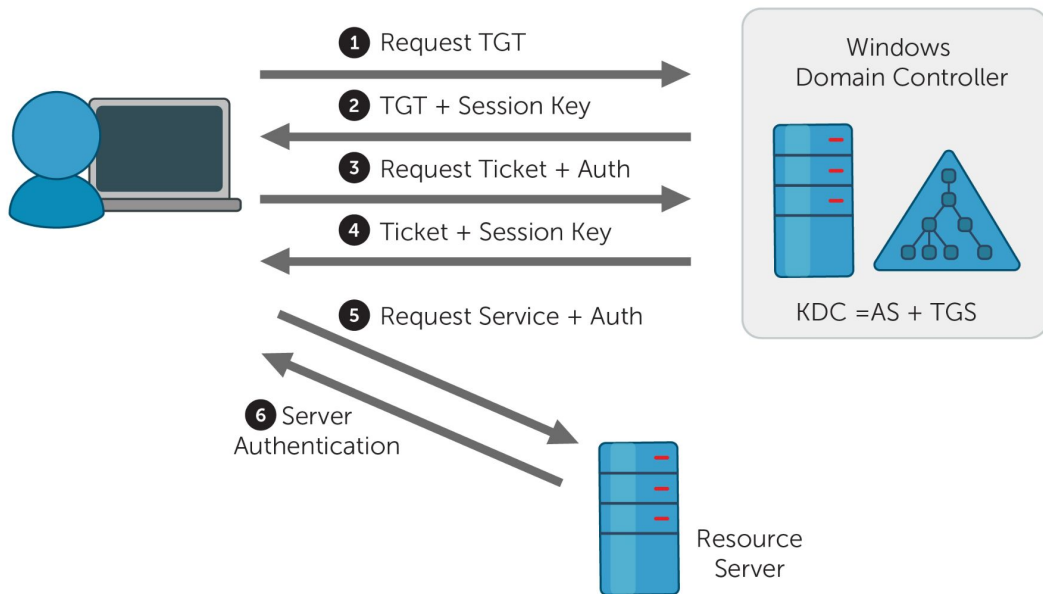 1 Request TGT
2 TGT + Session Key
3 Request Ticket + Auth
4 Ticket + Session Key
5 Request Service + Auth
6 Server
Authentication
Windows
Domain Controller
KDC =AS + TGS
Resource
Server